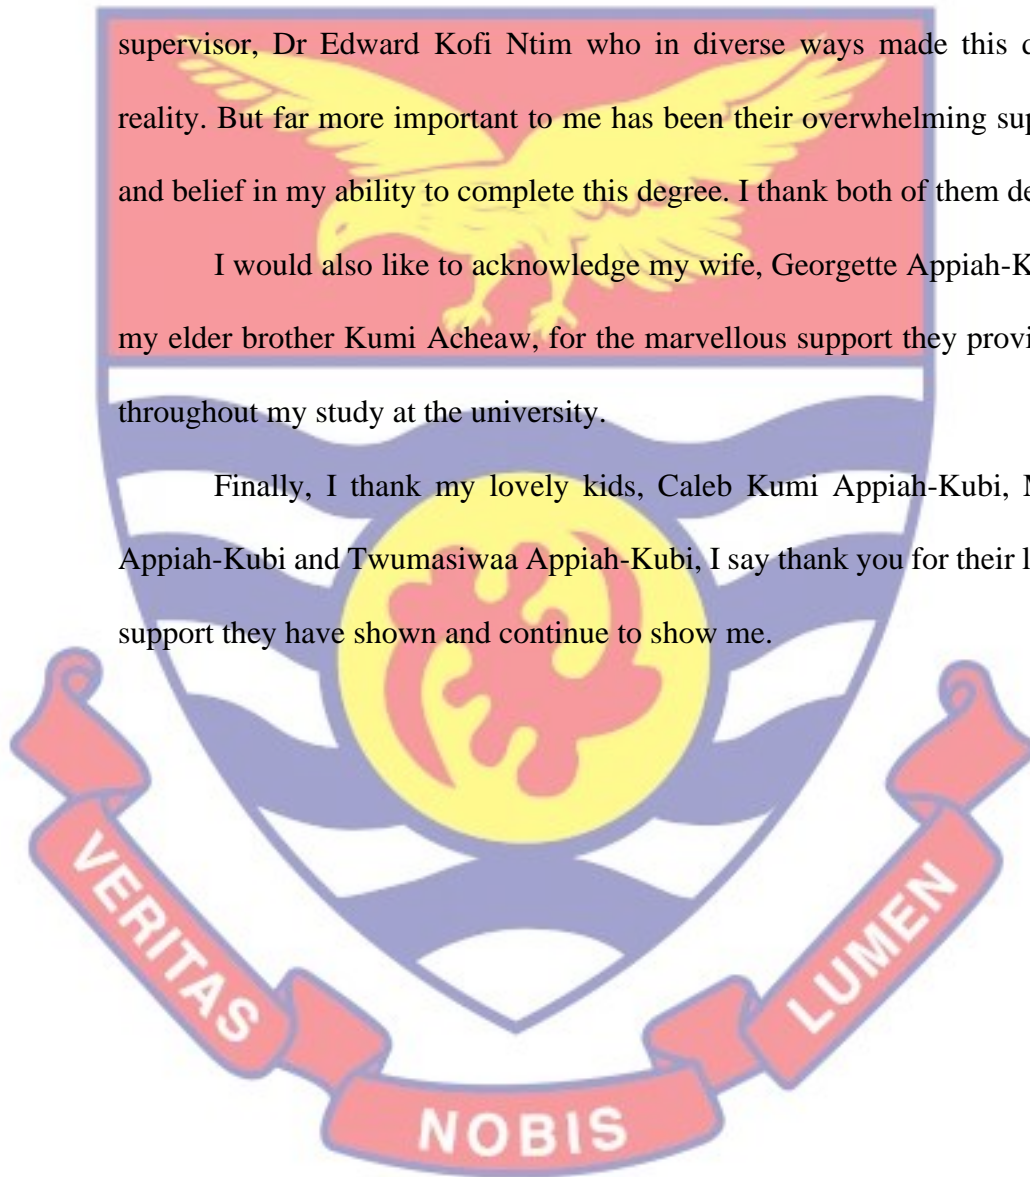 supervisor, Dr Edward Kofi Ntim who in diverse ways made this
reality. But far more important to me has been their overwhelming
and belief in my ability to complete this degree. I thank both of them
I would also like to acknowledge my wife, Georgette
my elder brother Kumi Acheaw, for the marvellous support they
throughout my study at the university.
Finally, I thank my lovely kids, Caleb Kumi Appiah-Kubi,
Appiah-Kubi and Twumasiwaa Appiah-Kubi, I say thank you for their
support they have shown and continue to show me.
VERITAS
NOBIS
LUMEN